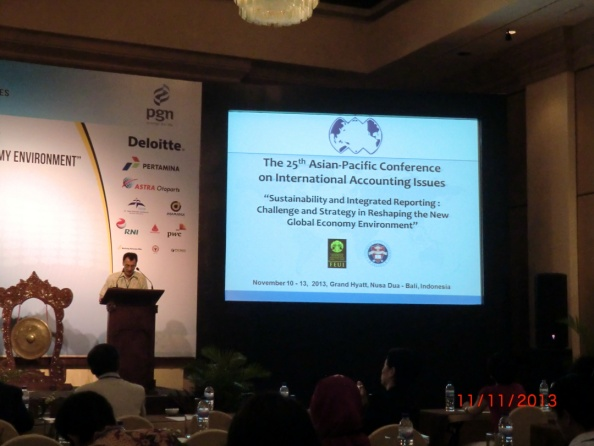 ES
MY ENVIRONMENT"
pgn
Deloitte.
PERTAMINA
ASTRA Otoparts
RNI
pwc
The 25th Asian-Pacific Conference
on International Accounting Issues
"Sustainability and Integrated Reporting :
Challenge and Strategy in Reshaping the New
Global Economy Environment"
November 10 - 13, 2013, Grand Hyatt, Nusa Dua - Bali, Indonesia
11/11/2013